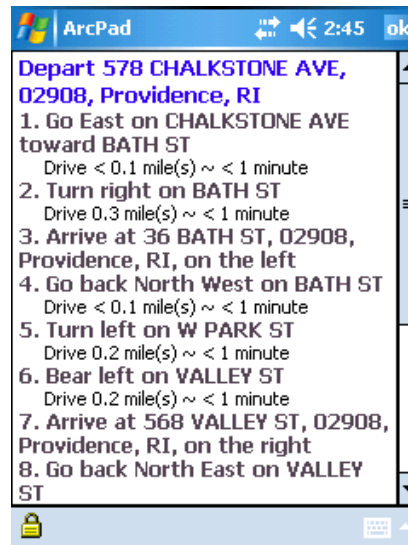 ArcPad 2:45 ok
Depart 578 CHALKSTONE AVE,
02908, Providence, RI
1. Go East on CHALKSTONE AVE
toward BATH ST
Drive < 0.1 mile(s) ~ < 1 minute
2. Turn right on BATH ST
Drive 0.3 mile(s) ~ < 1 minute
3. Arrive at 36 BATH ST, 02908,
Providence, RI, on the left
4. Go back North West on BATH ST
Drive < 0.1 mile(s) ~ < 1 minute
5. Turn left on W PARK ST
Drive 0.2 mile(s) ~ < 1 minute
6. Bear left on VALLEY ST
Drive 0.2 mile(s) ~ < 1 minute
7. Arrive at 568 VALLEY ST, 02908,
Providence, RI, on the right
8. Go back North East on VALLEY
ST